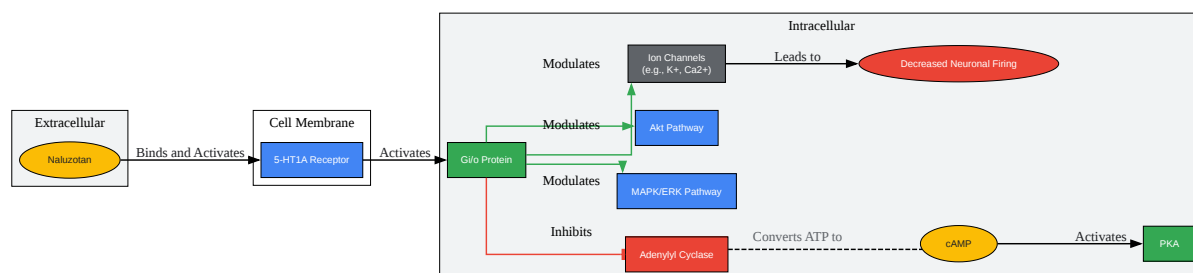 Intracellular
Modulates
Ion Channels
(e.g., K+, Ca2+)
Leads to
Decreased Neuronal Firing
Extracellular
Cell Membrane
Modulates
Akt Pathway
Naluzotan
Binds and Activates
5-HT1A Receptor
Activates
Gi/o Protein
Modulates
MAPK/ERK Pathway
Inhibits
Adenylyl Cyclase
Converts ATP to
cAMP
Activates
PKA